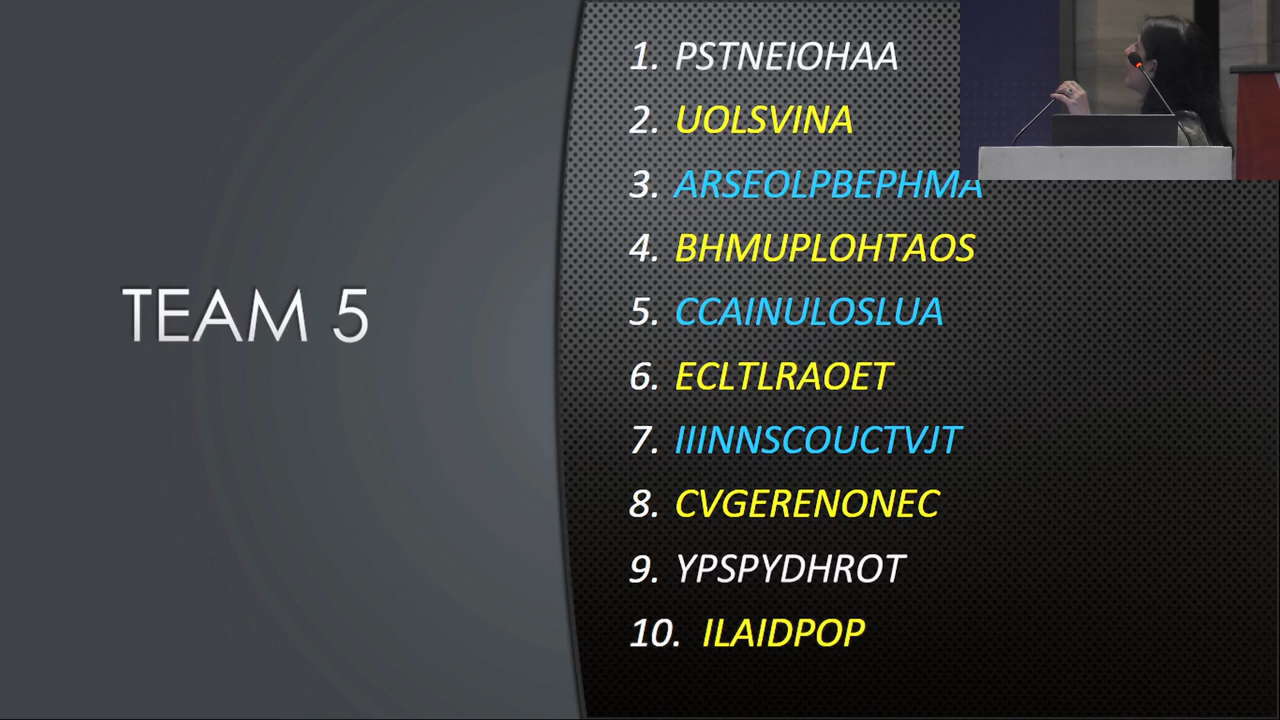 TEAM 5
1. PSTNEIOHAA
2. UOLSVINA
3. ARSEOLPBEPHMA
4. BHMUPLOHTAOS
5. CCAINULOSLUA
6. ECLTLRAOET
7. IIINNSCOUCTVJT
8. CVGERENONEC
9. YPSPYDHROT
10. ILAIDPOP